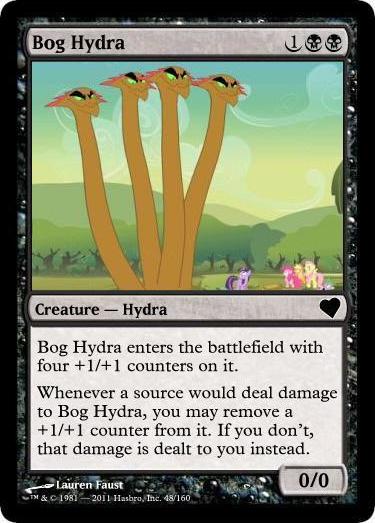 Bog Hydra 1
Creature — Hydra
Bog Hydra enters the battlefield with
four +1/+1 counters on it.
Whenever a source would deal damage
to Bog Hydra, you may remove a
+1/+1 counter from it. If you don't,
that damage is dealt to you instead.
0/0
Lauren Faust
™ & © 1981 — 2011 Hasbro, Inc. 48/160